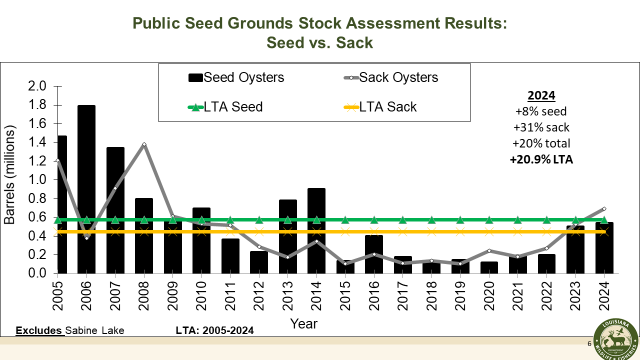 Public Seed Grounds Stock Assessment Results:
Seed vs. Sack
Seed Oysters
Sack Oysters
LTA Seed
LTA Sack
2024
+8% seed
+31% sack
+20% total
+20.9% LTA
Barrels (millions)
2.0
1.8
1.6
1.4
1.2
1.0
0.8
0.6
0.4
0.2
0.0
2005 2006 2007 2008 2009 2010 2011 2012 2013 2014 2015 2016 2017 2018 2019 2020 2021 2022 2023 2024
Year
Excludes Sabine Lake
LTA: 2005-2024
6
LOUISIANA